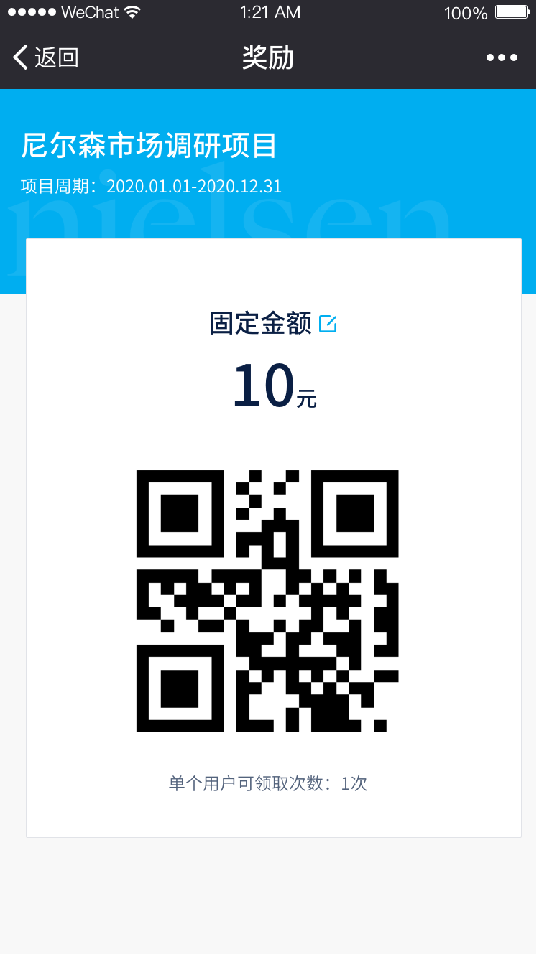 WeChat 1:21 AM 100%
返回 奖励
尼尔森市场调研项目
项目周期：2020.01.01-2020.12.31
nielsen
固定金额
10元
单个用户可领取次数：1次